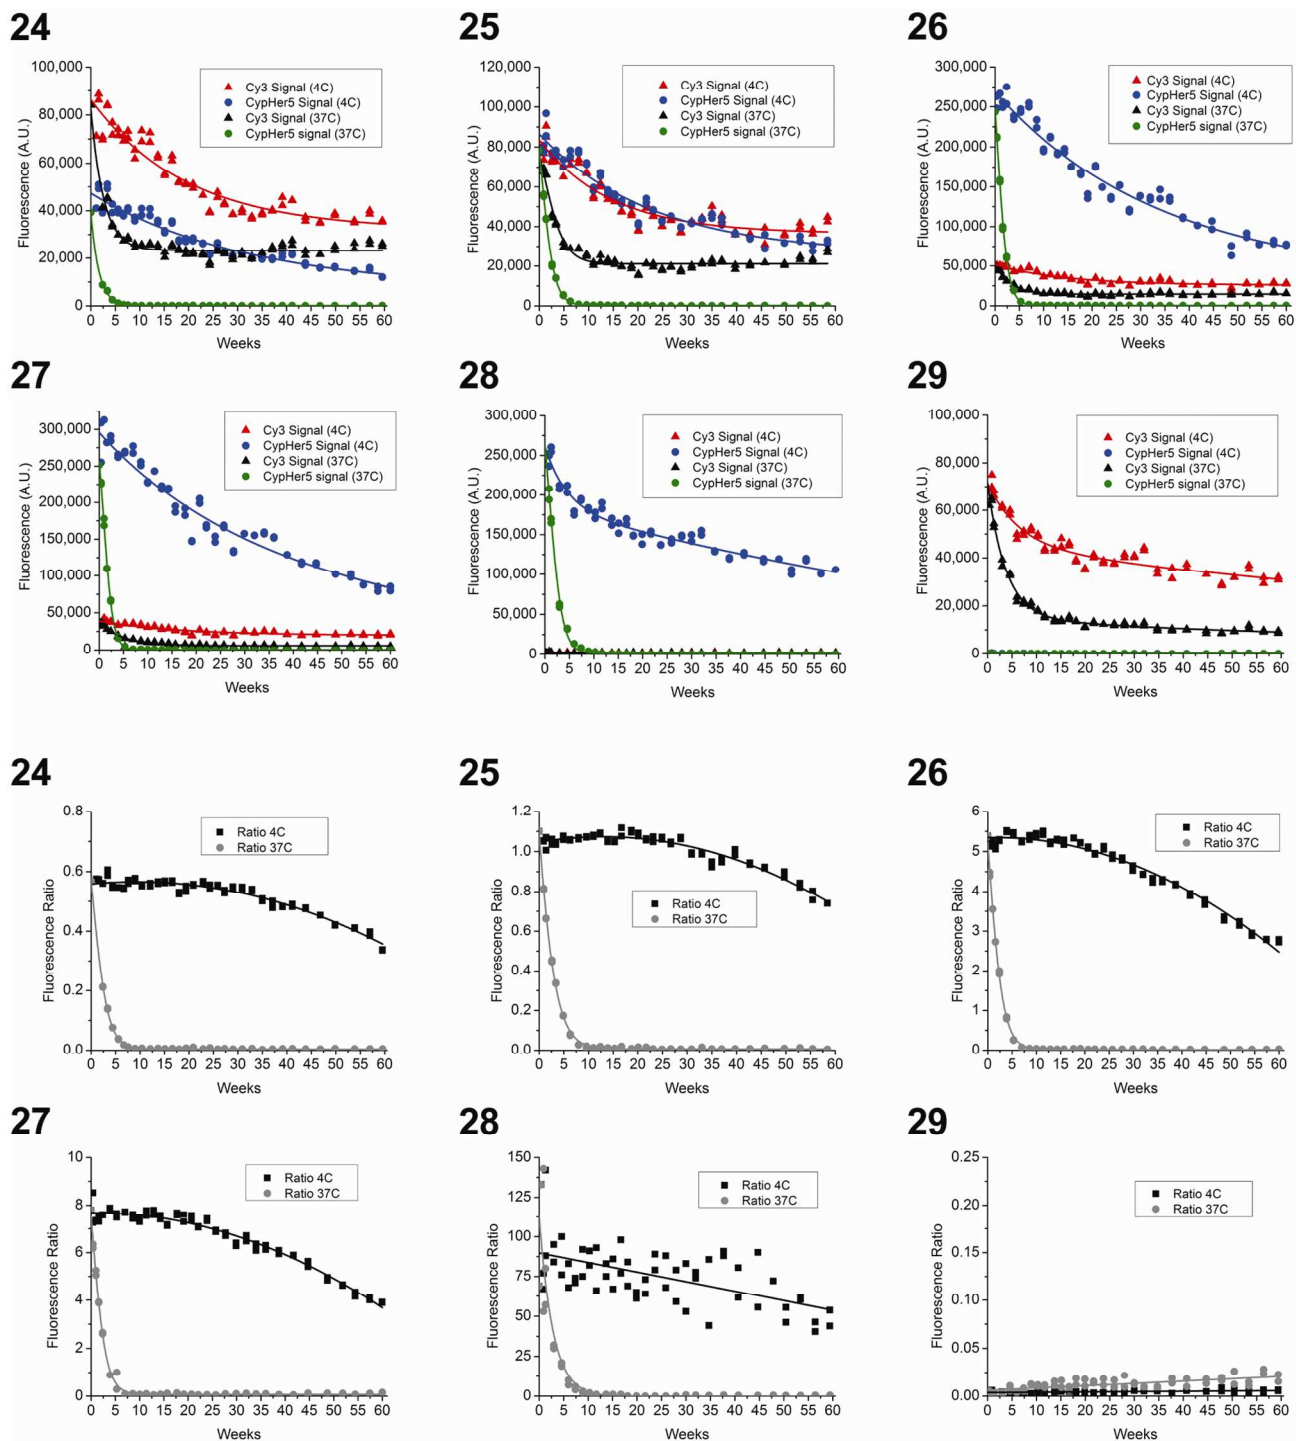 24
100,000
80,000
60,000
40,000
20,000
0
Fluorescence (A.U.)
Cy3 Signal (4C)
CypHer5 Signal (4C)
Cy3 Signal (37C)
CypHer5 signal (37C)
0 5 10 15 20 25 30 35 40 45 50 55 60
Weeks
25
120,000
100,000
80,000
60,000
40,000
20,000
0
Fluorescence (A.U.)
Cy3 Signal (4C)
CypHer5 Signal (4C)
Cy3 Signal (37C)
CypHer5 signal (37C)
0 5 10 15 20 25 30 35 40 45 50 55 60
Weeks
26
300,000
250,000
200,000
150,000
100,000
50,000
0
Fluorescence (A.U.)
Cy3 Signal (4C)
CypHer5 Signal (4C)
Cy3 Signal (37C)
CypHer5 signal (37C)
0 5 10 15 20 25 30 35 40 45 50 55 60
Weeks
27
300,000
250,000
200,000
150,000
100,000
50,000
0
Fluorescence (A.U.)
Cy3 Signal (4C)
CypHer5 Signal (4C)
Cy3 Signal (37C)
CypHer5 signal (37C)
0 5 10 15 20 25 30 35 40 45 50 55 60
Weeks
28
300,000
250,000
200,000
150,000
100,000
50,000
0
Fluorescence (A.U.)
Cy3 Signal (4C)
CypHer5 Signal (4C)
Cy3 Signal (37C)
CypHer5 signal (37C)
0 5 10 15 20 25 30 35 40 45 50 55 60
Weeks
29
100,000
80,000
60,000
40,000
20,000
0
Fluorescence (A.U.)
Cy3 Signal (4C)
CypHer5 Signal (4C)
Cy3 Signal (37C)
CypHer5 signal (37C)
0 5 10 15 20 25 30 35 40 45 50 55 60
Weeks
24
0.8
0.6
0.4
0.2
0.0
Fluorescence Ratio
Ratio 4C
Ratio 37C
0 5 10 15 20 25 30 35 40 45 50 55 60
Weeks
25
1.2
1.0
0.8
0.6
0.4
0.2
0.0
Fluorescence Ratio
Ratio 4C
Ratio 37C
0 5 10 15 20 25 30 35 40 45 50 55 60
Weeks
26
6
5
4
3
2
1
0
Fluorescence Ratio
Ratio 4C
Ratio 37C
0 5 10 15 20 25 30 35 40 45 50 55 60
Weeks
27
10
8
6
4
2
0
Fluorescence Ratio
Ratio 4C
Ratio 37C
0 5 10 15 20 25 30 35 40 45 50 55 60
Weeks
28
150
125
100
75
50
25
0
Fluorescence Ratio
Ratio 4C
Ratio 37C
0 5 10 15 20 25 30 35 40 45 50 55 60
Weeks
29
0.25
0.20
0.15
0.10
0.05
0.00
Fluorescence Ratio
Ratio 4C
Ratio 37C
0 5 10 15 20 25 30 35 40 45 50 55 60
Weeks